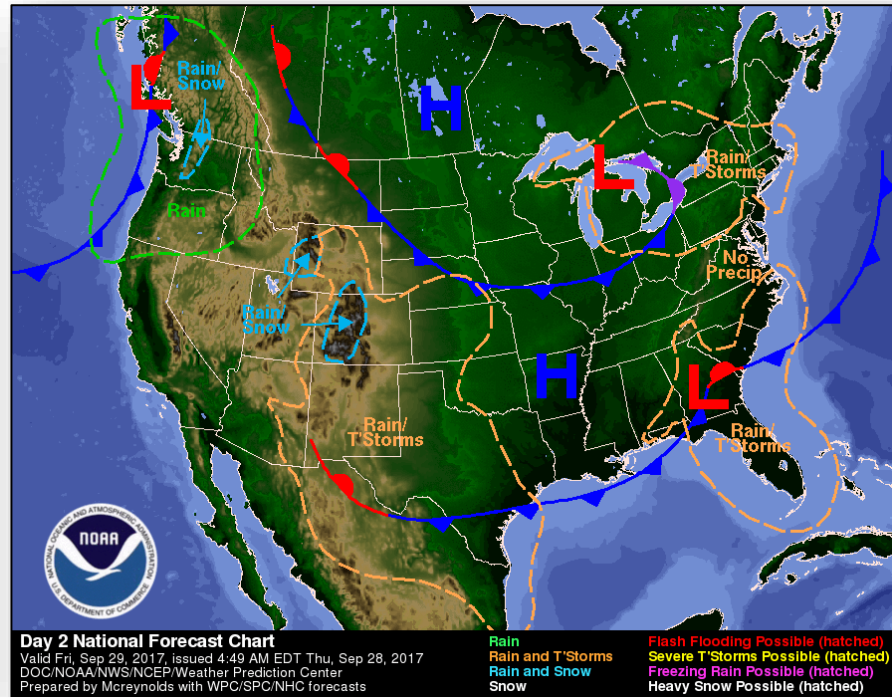 Rain/
Snow
L
H
L
Rain/
T'Storms
Rain
No
Precip
Rain/
Snow
H
L
Rain/
T'Storms
Rain/
T'Storms
NATIONAL OCEANIC AND ATMOSPHERIC ADMINISTRATION
NOAA
U.S. DEPARTMENT OF COMMERCE
Day 2 National Forecast Chart
Valid Fri, Sep 29, 2017, issued 4:49 AM EDT Thu, Sep 28, 2017
DOC/NOAA/NWS/NCEP/Weather Prediction Center
Prepared by Mcreynolds with WPC/SPC/NHC forecasts
Rain
Rain and T'Storms
Rain and Snow
Snow
Flash Flooding Possible (hatched)
Severe T'Storms Possible (hatched)
Freezing Rain Possible (hatched)
Heavy Snow Possible (hatched)